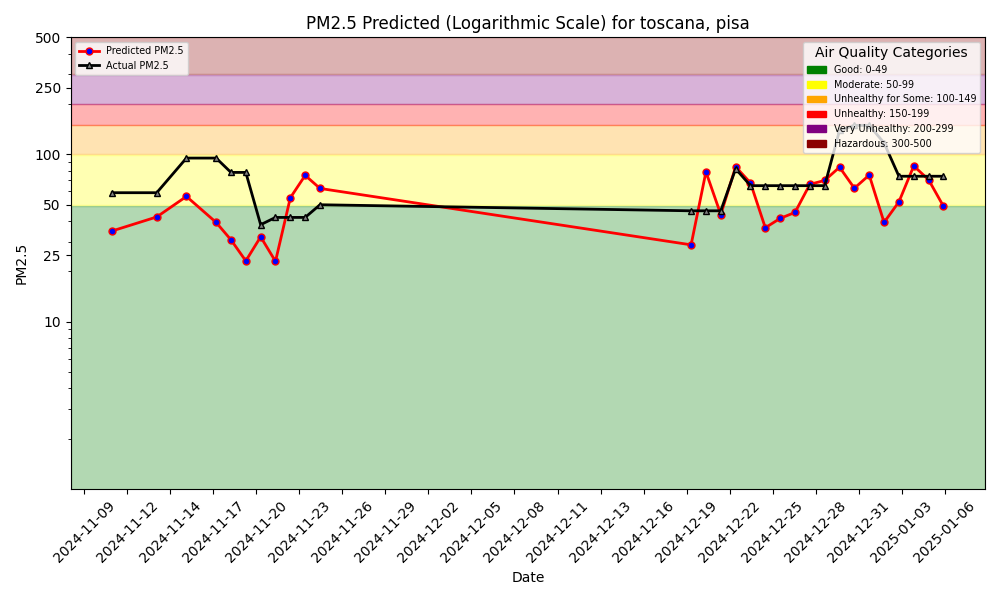 PM2.5 Predicted (Logarithmic Scale) for toscana, pisa
Predicted PM2.5
Actual PM2.5
Air Quality Categories
Good: 0-49
Moderate: 50-99
Unhealthy for Some: 100-149
Unhealthy: 150-199
Very Unhealthy: 200-299
Hazardous: 300-500
PM2.5
500
250
100
50
25
10
2024-11-09
2024-11-12
2024-11-14
2024-11-17
2024-11-20
2024-11-23
2024-11-26
2024-11-29
2024-12-02
2024-12-05
2024-12-08
2024-12-11
2024-12-13
2024-12-16
2024-12-19
2024-12-22
2024-12-25
2024-12-28
2024-12-31
2025-01-03
2025-01-06
Date